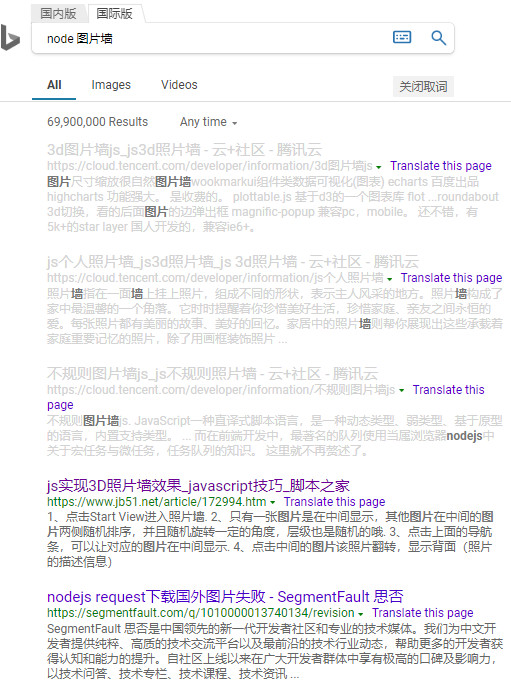 国内版 国际版
node 图片墙
All Images Videos 关闭取词
69,900,000 Results Any time
3d图片墙js_js3d照片墙 - 云+社区 - 腾讯云
https://cloud.tencent.com/developer/information/3d图片墙js Translate this page
图片尺寸缩放很自然图片墙wookmarkui组件类数据可视化(图表) echarts 百度出品
highcharts 功能强大。 是收费的。 plottable.js 基于d3的一个图表库 flot ...roundabout
3d切换，看的后面图片的边弹出框 magnific-popup 兼容pc，mobile。 还不错，有
5k+的star layer 国人开发的，兼容ie6+。
js个人照片墙_js3d照片墙_js 3d照片墙 - 云+社区 - 腾讯云
https://cloud.tencent.com/developer/information/js个人照片墙 Translate this page
照片墙指在一面墙上挂上照片，组成不同的形状，表示主人风采的地方。照片墙构成了
家中最温馨的一个角落。它时时提醒着你珍惜美好生活，珍惜家庭、亲友之间永恒的
爱。每张照片都有美丽的故事、美好的回忆。家居中的照片墙则帮你展现出这些承载着
家庭重要记忆的照片，除了用画框装饰照片 ...
不规则图片墙js_js不规则照片墙 - 云+社区 - 腾讯云
https://cloud.tencent.com/developer/information/不规则图片墙js Translate this
page
不规则图片墙js. JavaScript一种直译式脚本语言，是一种动态类型、弱类型、基于原型
的语言，内置支持类型。 ... 而在前端开发中，最著名的队列使用当属浏览器nodejs中
关于宏任务与微任务，任务队列的知识。 这里就不再赘述了。
js实现3D照片墙效果_javascript技巧_脚本之家
https://www.jb51.net/article/172994.htm Translate this page
1、点击Start View进入照片墙. 2、只有一张图片是在中间显示，其他图片在中间的图
片两侧随机排序，并且随机旋转一定的角度，层级也是随机的哦. 3、点击上面的导航
条，可以让对应的图片在中间显示. 4、点击中间的图片该照片翻转，显示背面（照片
的描述信息）
nodejs request下载国外图片失败 - SegmentFault 思否
https://segmentfault.com/q/1010000013740134/revision Translate this page
SegmentFault 思否是中国领先的新一代开发者社区和专业的技术媒体。我们为中文开
发者提供纯粹、高质的技术交流平台以及最前沿的技术行业动态，帮助更多的开发者获
得认知和能力的提升。自社区上线以来在广大开发者群体中享有极高的口碑及影响力，
以技术问答、技术专栏、技术课程、技术资讯 ...